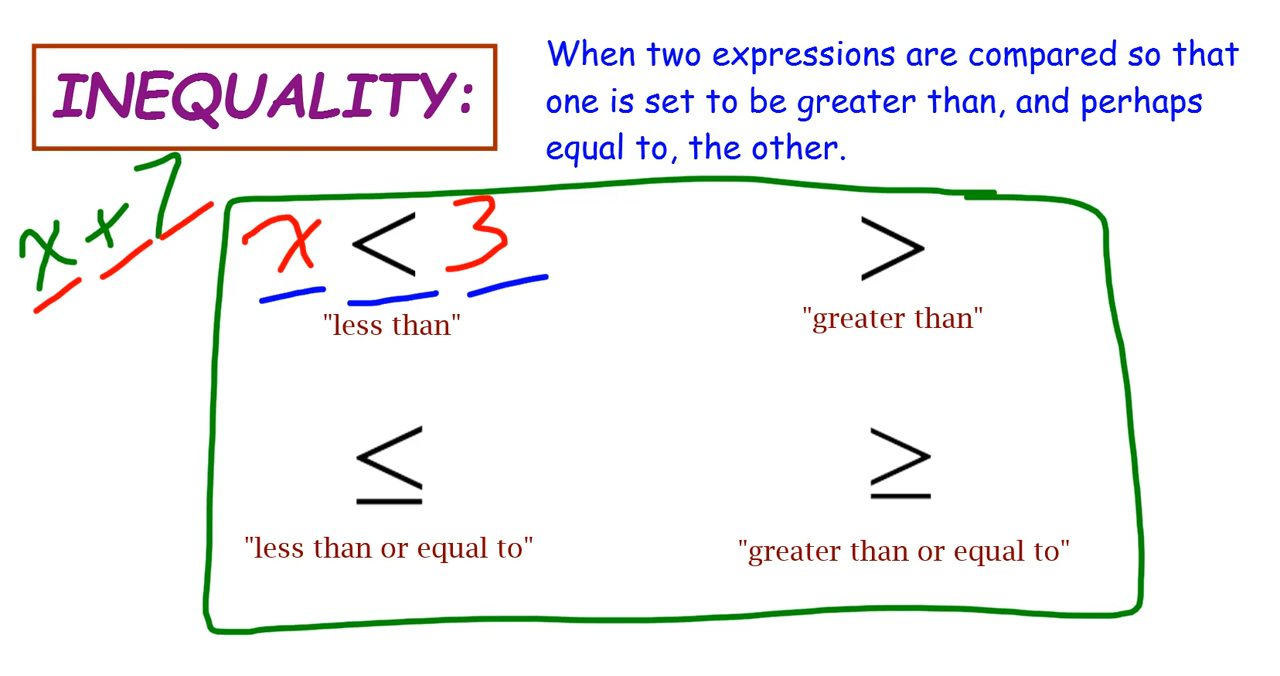 INEQUALITY:
When two expressions are compared so that
one is set to be greater than, and perhaps
equal to, the other.
x + 7
x < 3
>
"less than"
"greater than"
≤
≥
"less than or equal to"
"greater than or equal to"